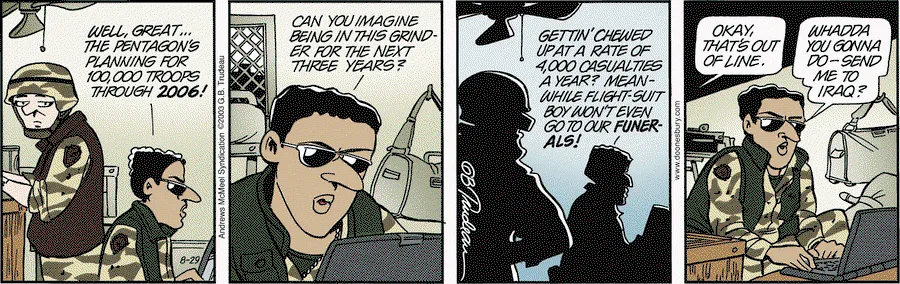 WELL, GREAT...
THE PENTAGON'S
PLANNING FOR
100,000 TROOPS
THROUGH 2006!
8-29
Andrews McMeel Syndication ©2003 G.B. Trudeau
CAN YOU IMAGINE
BEING IN THIS GRIND-
ER FOR THE NEXT
THREE YEARS?
GETTIN' CHEWED
UP AT A RATE OF
4,000 CASUALTIES
A YEAR? MEAN-
WHILE FLIGHT-SUIT
BOY WON'T EVEN
GO TO OUR FUNER-
ALS!
GBTrudeau
www.doonesbury.com
OKAY,
THAT'S OUT
OF LINE.
WHADDA
YOU GONNA
DO–SEND
ME TO
IRAQ?